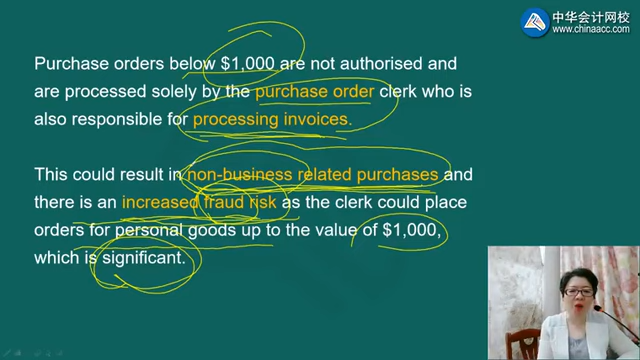 中华会计网校
www.chinaacc.com
Purchase orders below $1,000 are not authorised and
are processed solely by the purchase order clerk who is
also responsible for processing invoices.
This could result in non-business related purchases and
there is an increased fraud risk as the clerk could place
orders for personal goods up to the value of $1,000,
which is significant.